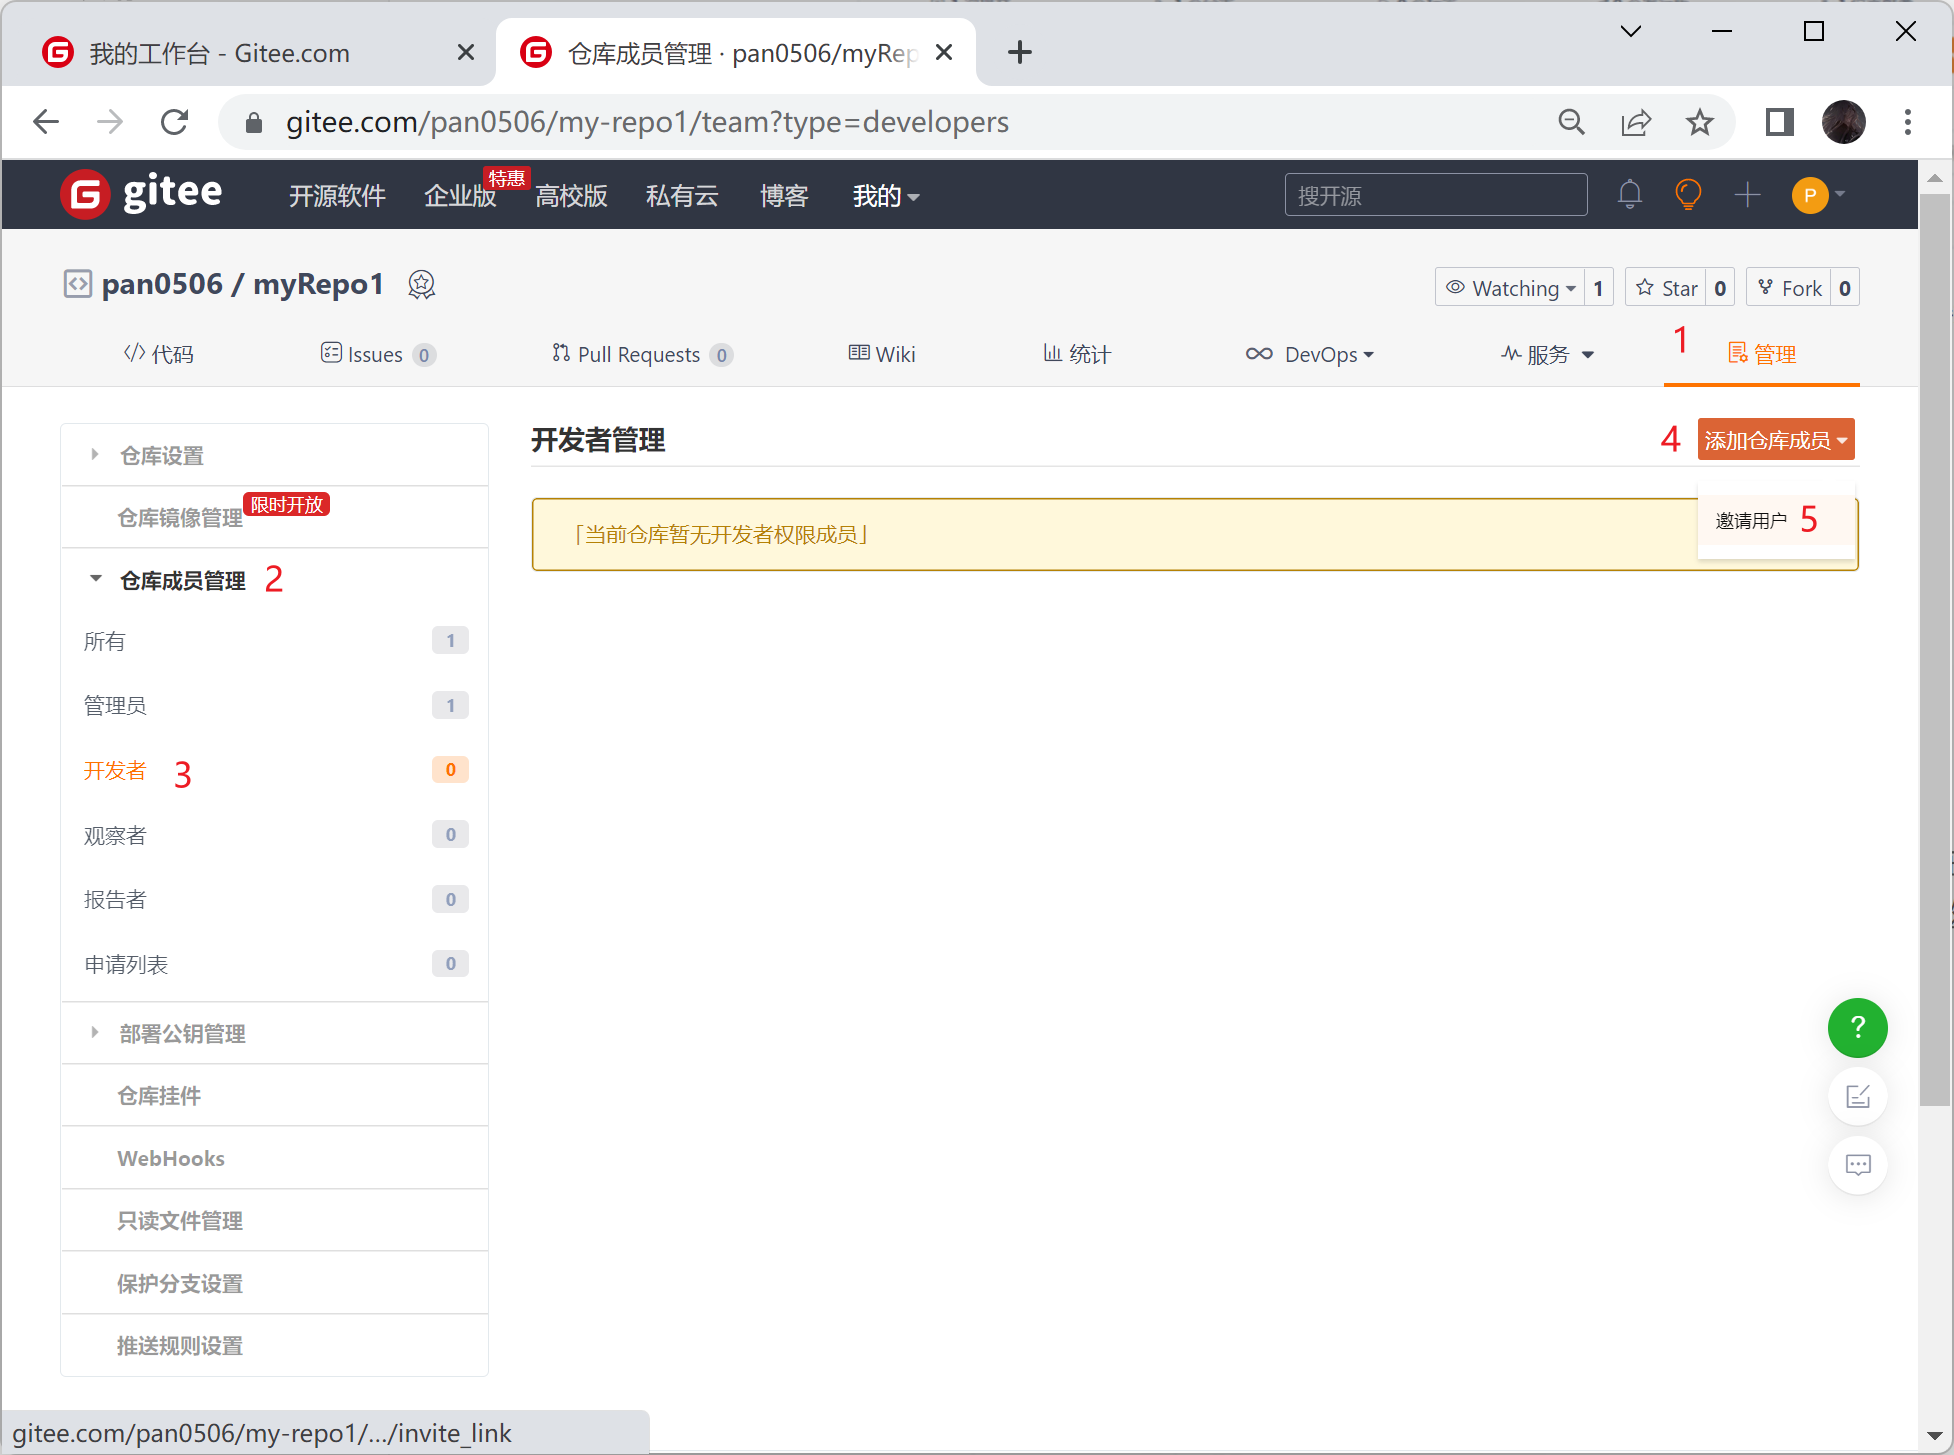 我的工作台 - Gitee.com
仓库成员管理 · pan0506/myRep
gitee.com/pan0506/my-repo1/team?type=developers
gitee 开源软件 企业版 特惠 高校版 私有云 博客 我的 搜开源 P
pan0506 / myRepo1
Watching 1 Star 0 Fork 0
代码 Issues 0 Pull Requests 0 Wiki 统计 DevOps 服务 1 管理
仓库设置
仓库镜像管理 限时开放
仓库成员管理 2
所有 1
管理员 1
开发者 3 0
观察者 0
报告者 0
申请列表 0
部署公钥管理
仓库挂件
WebHooks
只读文件管理
保护分支设置
推送规则设置
开发者管理
4 添加仓库成员
「当前仓库暂无开发者权限成员」
邀请用户 5
?
gitee.com/pan0506/my-repo1/.../invite_link